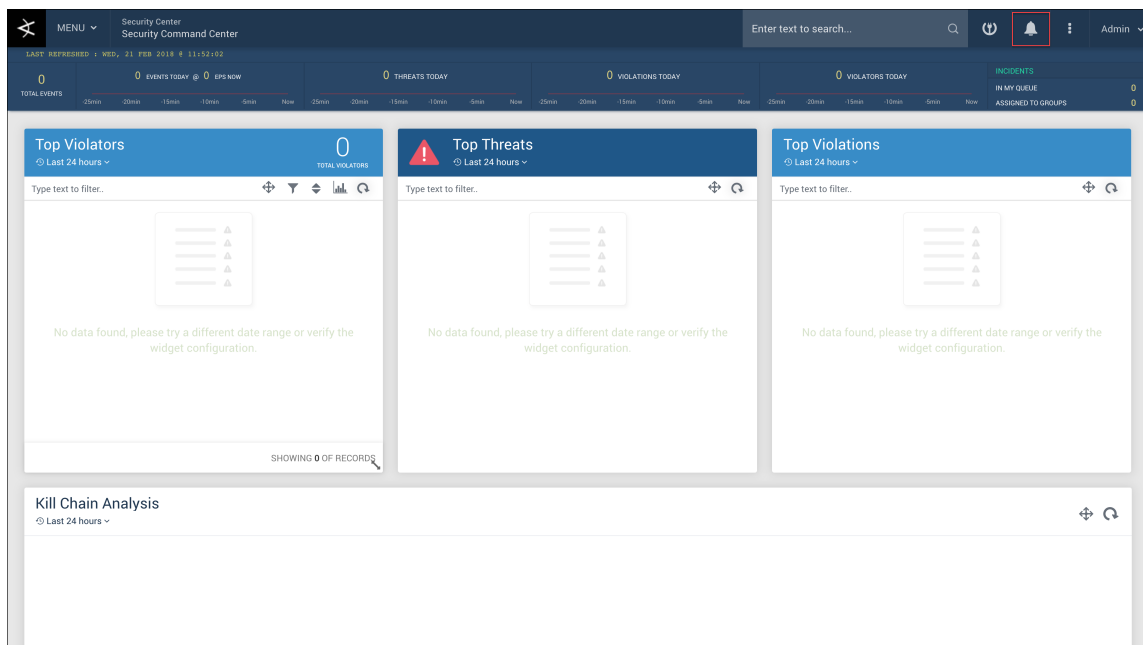 MENU
Security Center
Security Command Center
Enter text to search...
Admin
LAST REFRESHED : WED, 21 FEB 2018 @ 11:52:02
0
TOTAL EVENTS
0 EVENTS TODAY @ 0 EPS NOW
-25min -20min -15min -10min -5min Now
0 THREATS TODAY
-25min -20min -15min -10min -5min Now
0 VIOLATIONS TODAY
-25min -20min -15min -10min -5min Now
0 VIOLATORS TODAY
-25min -20min -15min -10min -5min Now
INCIDENTS
IN MY QUEUE 0
ASSIGNED TO GROUPS 0
Top Violators
Last 24 hours
0
TOTAL VIOLATORS
Type text to filter..
No data found, please try a different date range or verify the
widget configuration.
SHOWING 0 OF RECORDS
Top Threats
Last 24 hours
Type text to filter..
No data found, please try a different date range or verify the
widget configuration.
Top Violations
Last 24 hours
Type text to filter..
No data found, please try a different date range or verify the
widget configuration.
Kill Chain Analysis
Last 24 hours